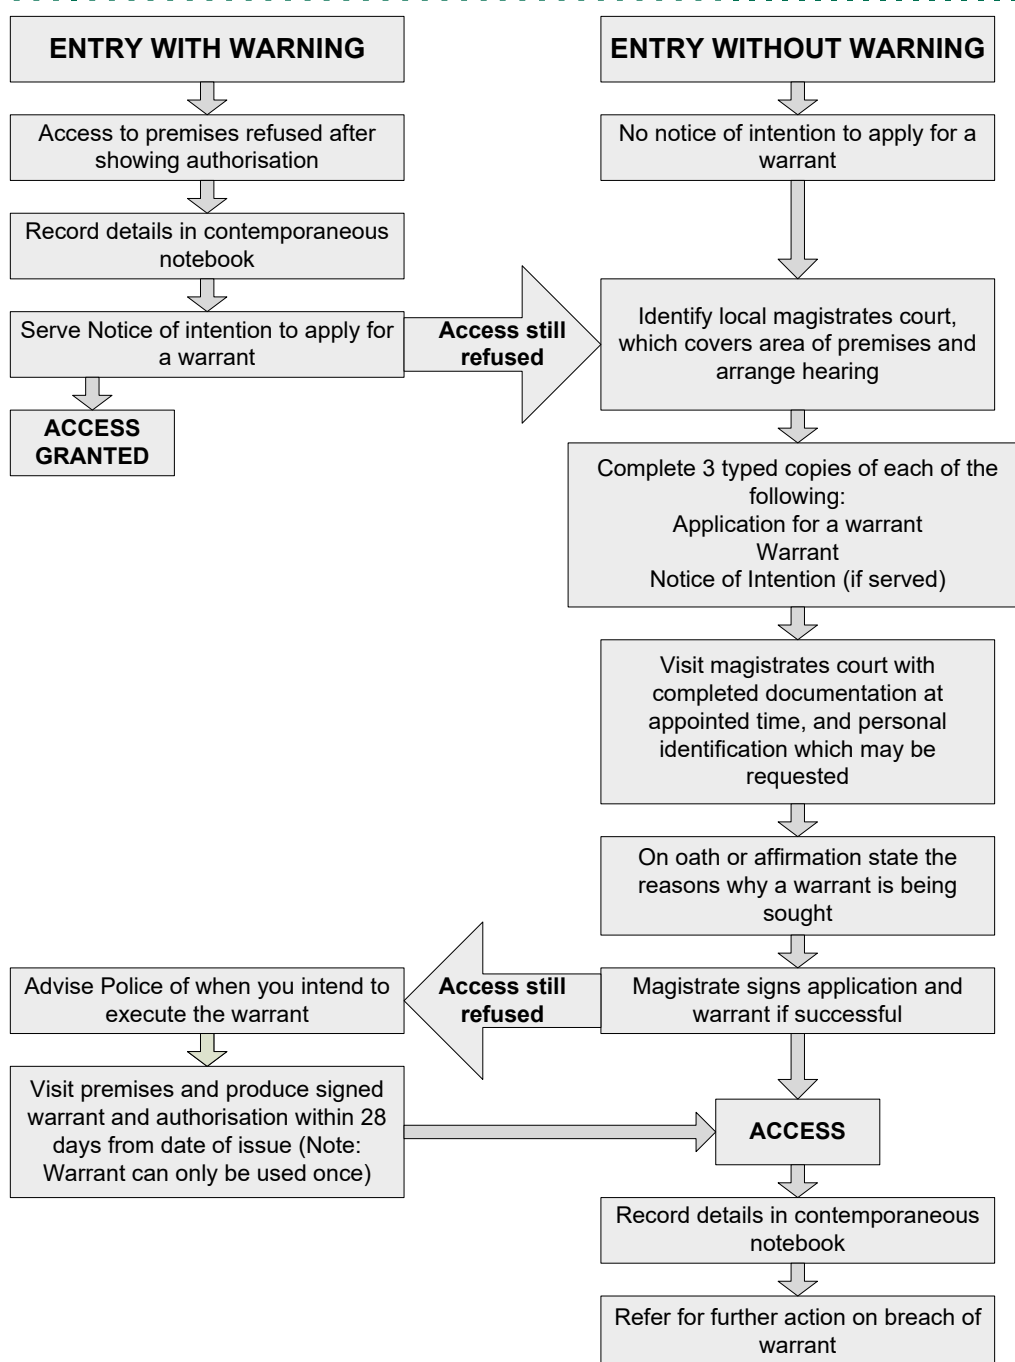 ENTRY WITH WARNING
Access to premises refused after
showing authorisation
Record details in contemporaneous
notebook
Serve Notice of intention to apply for
a warrant
ACCESS
GRANTED
Access still
refused
ENTRY WITHOUT WARNING
No notice of intention to apply for a
warrant
Identify local magistrates court,
which covers area of premises and
arrange hearing
Complete 3 typed copies of each of the
following:
Application for a warrant
Warrant
Notice of Intention (if served)
Visit magistrates court with
completed documentation at
appointed time, and personal
identification which may be
requested
On oath or affirmation state the
reasons why a warrant is being
sought
Magistrate signs application and
warrant if successful
Access still
refused
Advise Police of when you intend to
execute the warrant
Visit premises and produce signed
warrant and authorisation within 28
days from date of issue (Note:
Warrant can only be used once)
ACCESS
Record details in contemporaneous
notebook
Refer for further action on breach of
warrant